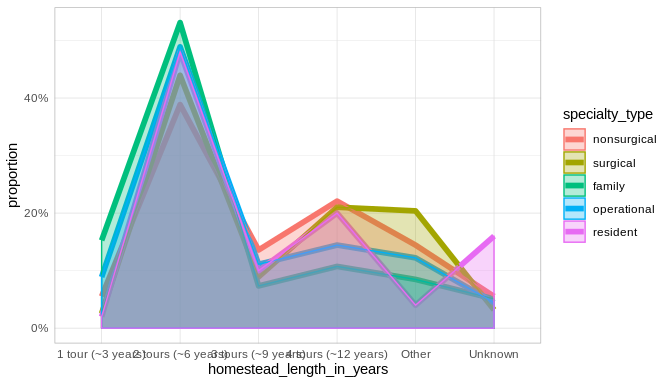 proportion
40%
20%
0%
1 tour (~3 years)
2 tours (~6 years)
3 tours (~9 years)
4 tours (~12 years)
Other
Unknown
homestead_length_in_years
specialty_type
nonsurgical
surgical
family
operational
resident